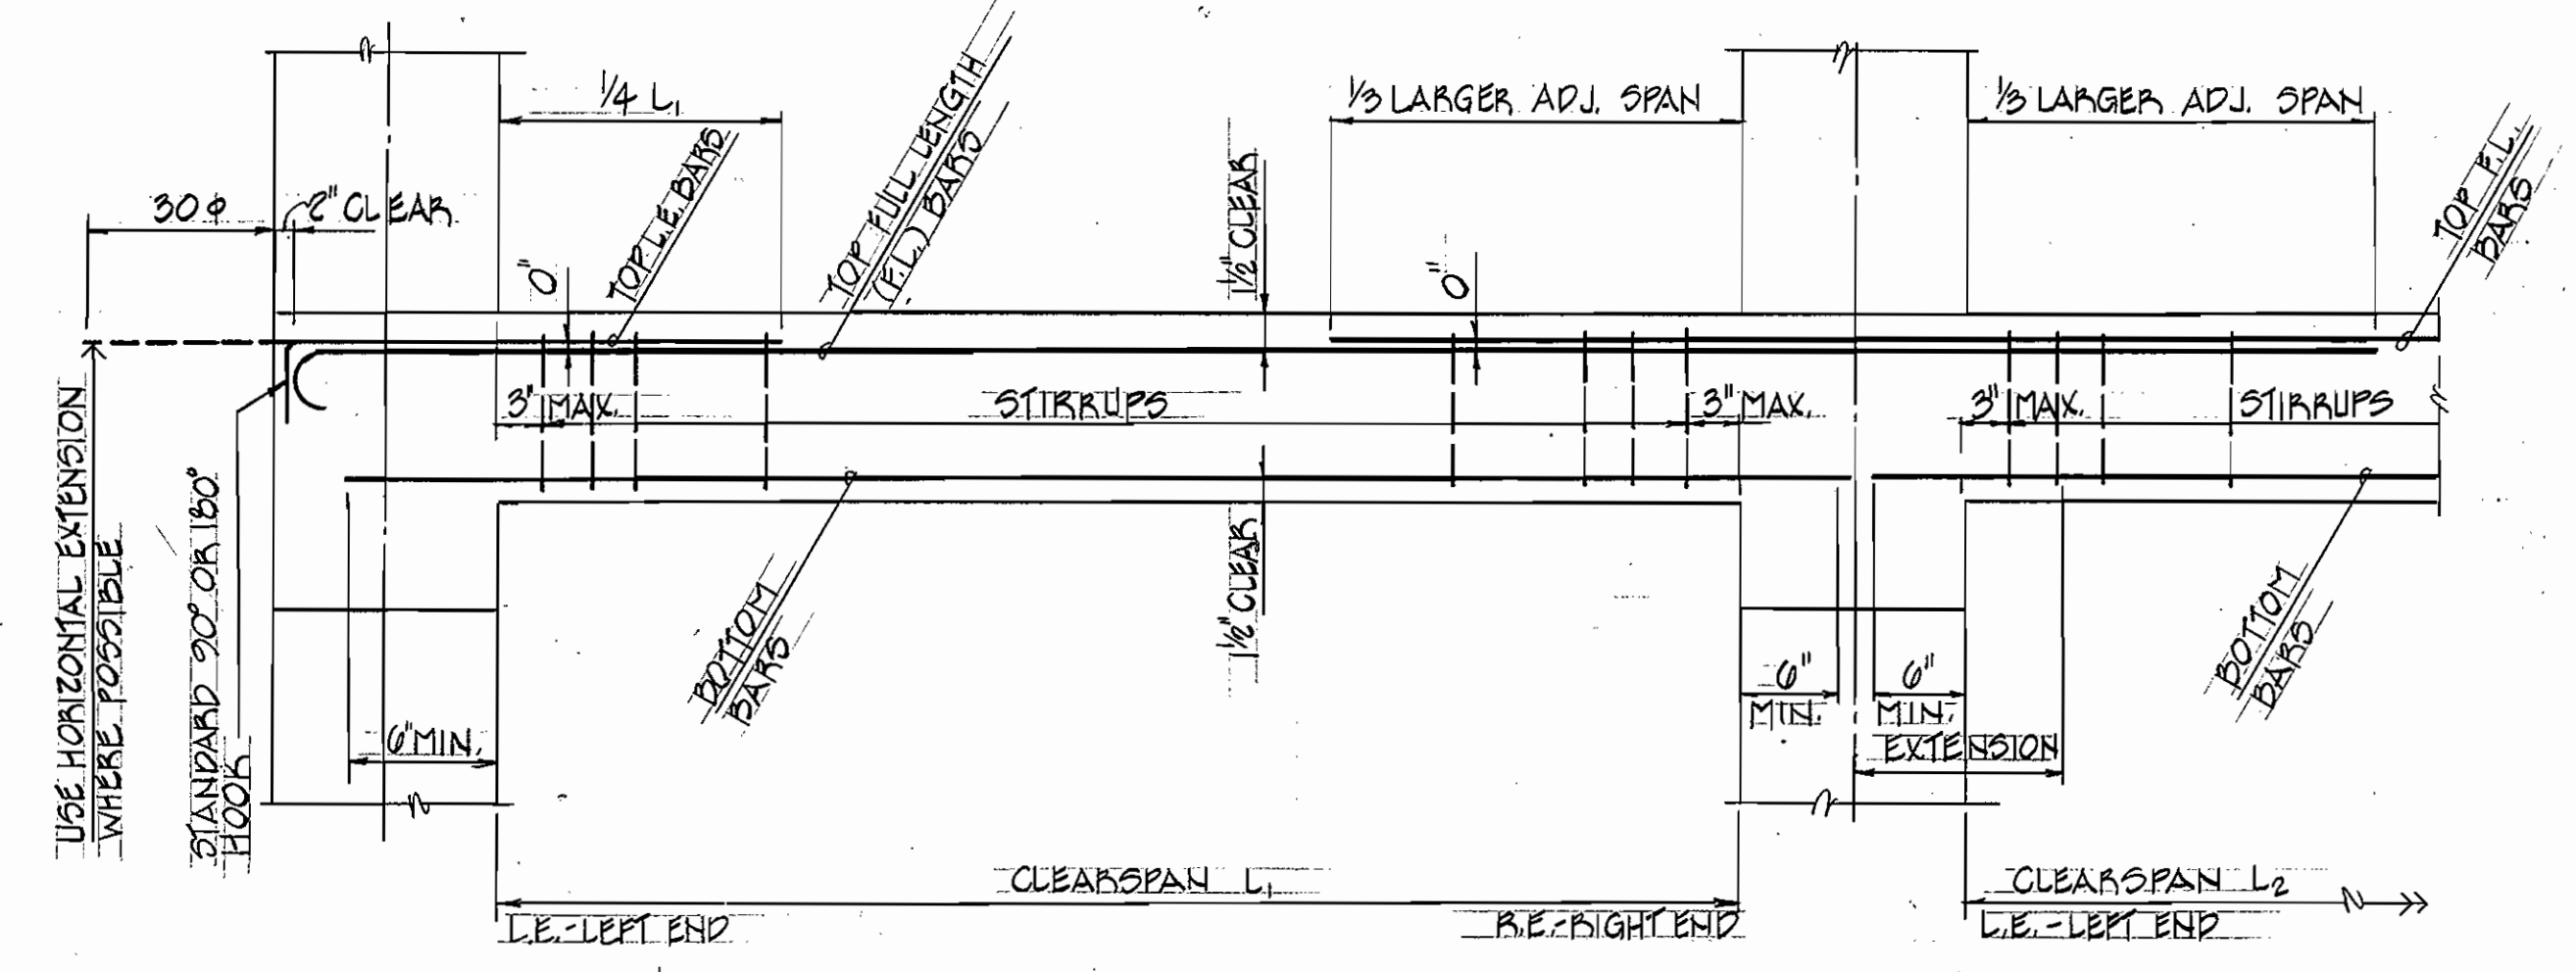 1/4 L1
1/3 LARGER ADJ. SPAN
1/3 LARGER ADJ. SPAN
30 ϕ
2" CLEAR
0"
TOP L.E. BARS
TOP FULL LENGTH
(F.L.) BARS
1 1/2" CLEAR
0"
TOP F.L.
BARS
3" MAX.
STIRRUPS
3" MAX.
3" MAX.
STIRRUPS
USE HORIZONTAL EXTENSION
WHERE POSSIBLE
STANDARD 90° OR 180°
HOOK
BOTTOM
BARS
1 1/2" CLEAR
BOTTOM
BARS
6" MIN.
6"
MIN.
6"
MIN.
EXTENSION
CLEARSPAN L1
CLEARSPAN L2
L.E.-LEFT END
R.E.-RIGHT END
L.E.-LEFT END